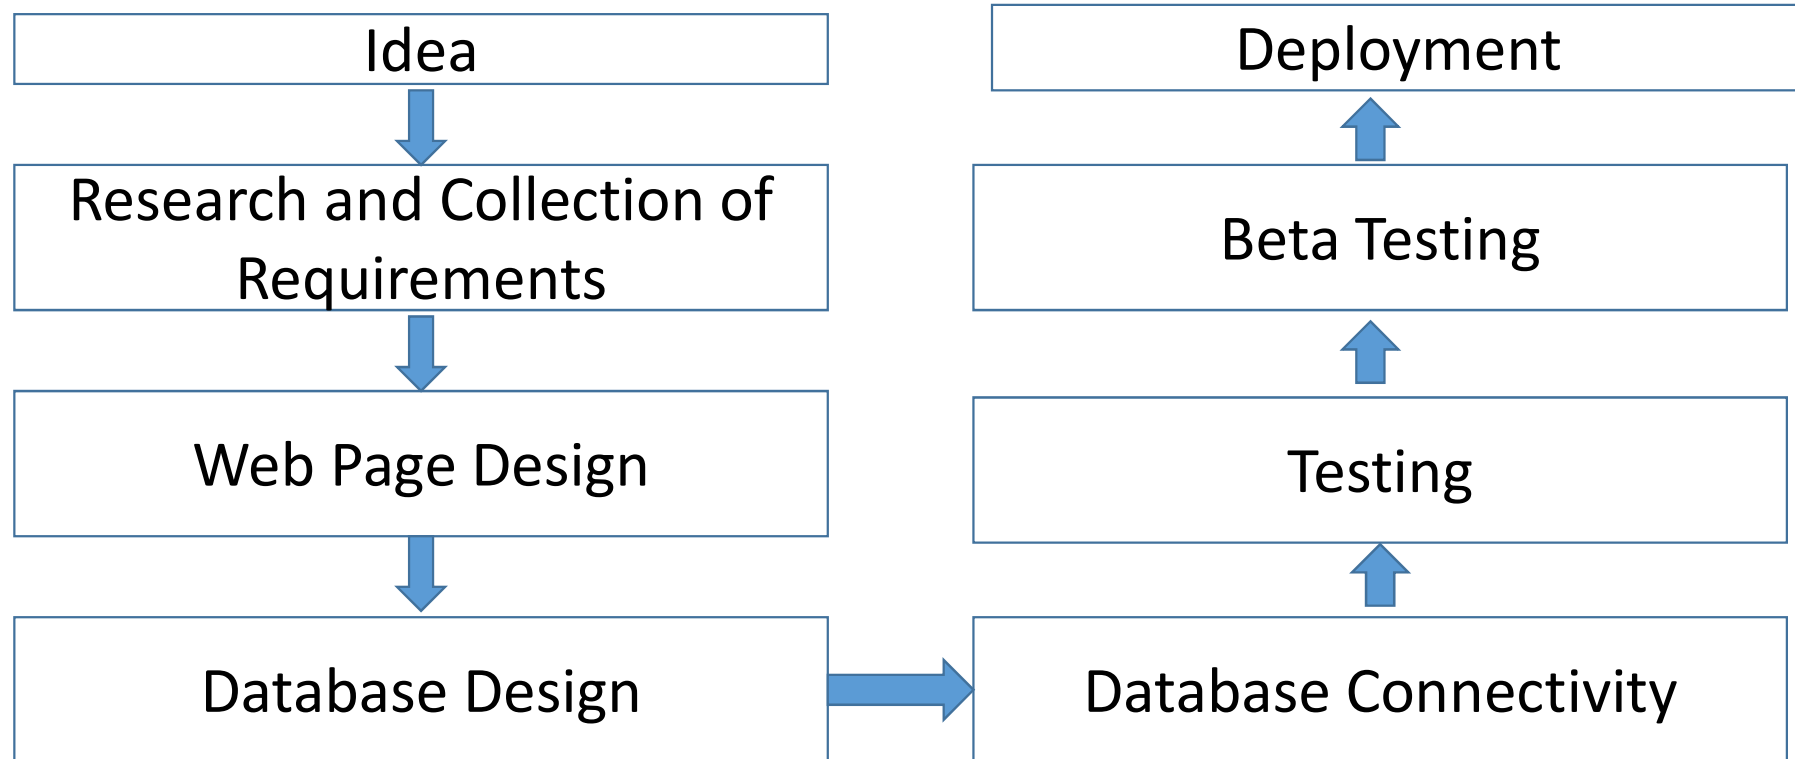 Idea
Research and Collection of
Requirements
Web Page Design
Database Design
Database Connectivity
Testing
Beta Testing
Deployment